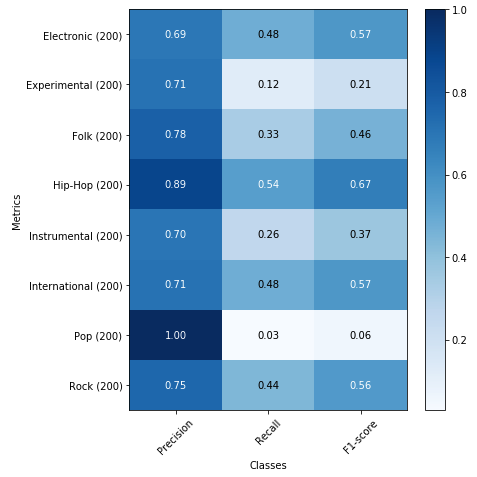 Metrics
Electronic (200) 0.69 0.48 0.57
Experimental (200) 0.71 0.12 0.21
Folk (200) 0.78 0.33 0.46
Hip-Hop (200) 0.89 0.54 0.67
Instrumental (200) 0.70 0.26 0.37
International (200) 0.71 0.48 0.57
Pop (200) 1.00 0.03 0.06
Rock (200) 0.75 0.44 0.56
Precision Recall F1-score
Classes
1.0
0.8
0.6
0.4
0.2